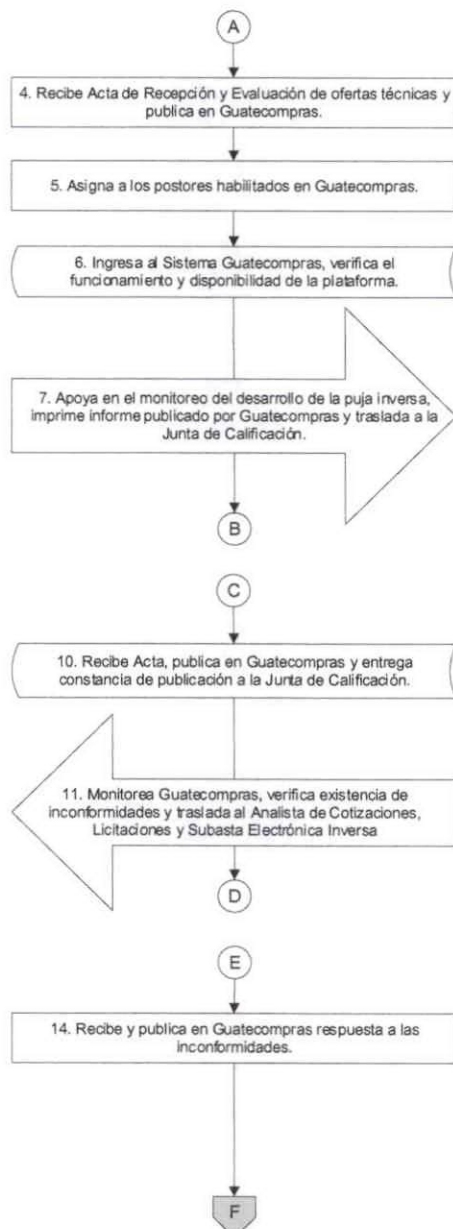 A
4. Recibe Acta de Recepción y Evaluación de ofertas técnicas y
publica en Guatecompras.
5. Asigna a los postores habilitados en Guatecompras.
6. Ingresa al Sistema Guatecompras, verifica el
funcionamiento y disponibilidad de la plataforma.
7. Apoya en el monitoreo del desarrollo de la puja inversa,
imprime informe publicado por Guatecompras y traslada a la
Junta de Calificación.
B
C
10. Recibe Acta, publica en Guatecompras y entrega
constancia de publicación a la Junta de Calificación.
11. Monitorea Guatecompras, verifica existencia de
inconformidades y traslada al Analista de Cotizaciones,
Licitaciones y Subasta Electrónica Inversa
D
E
14. Recibe y publica en Guatecompras respuesta a las
inconformidades.
F